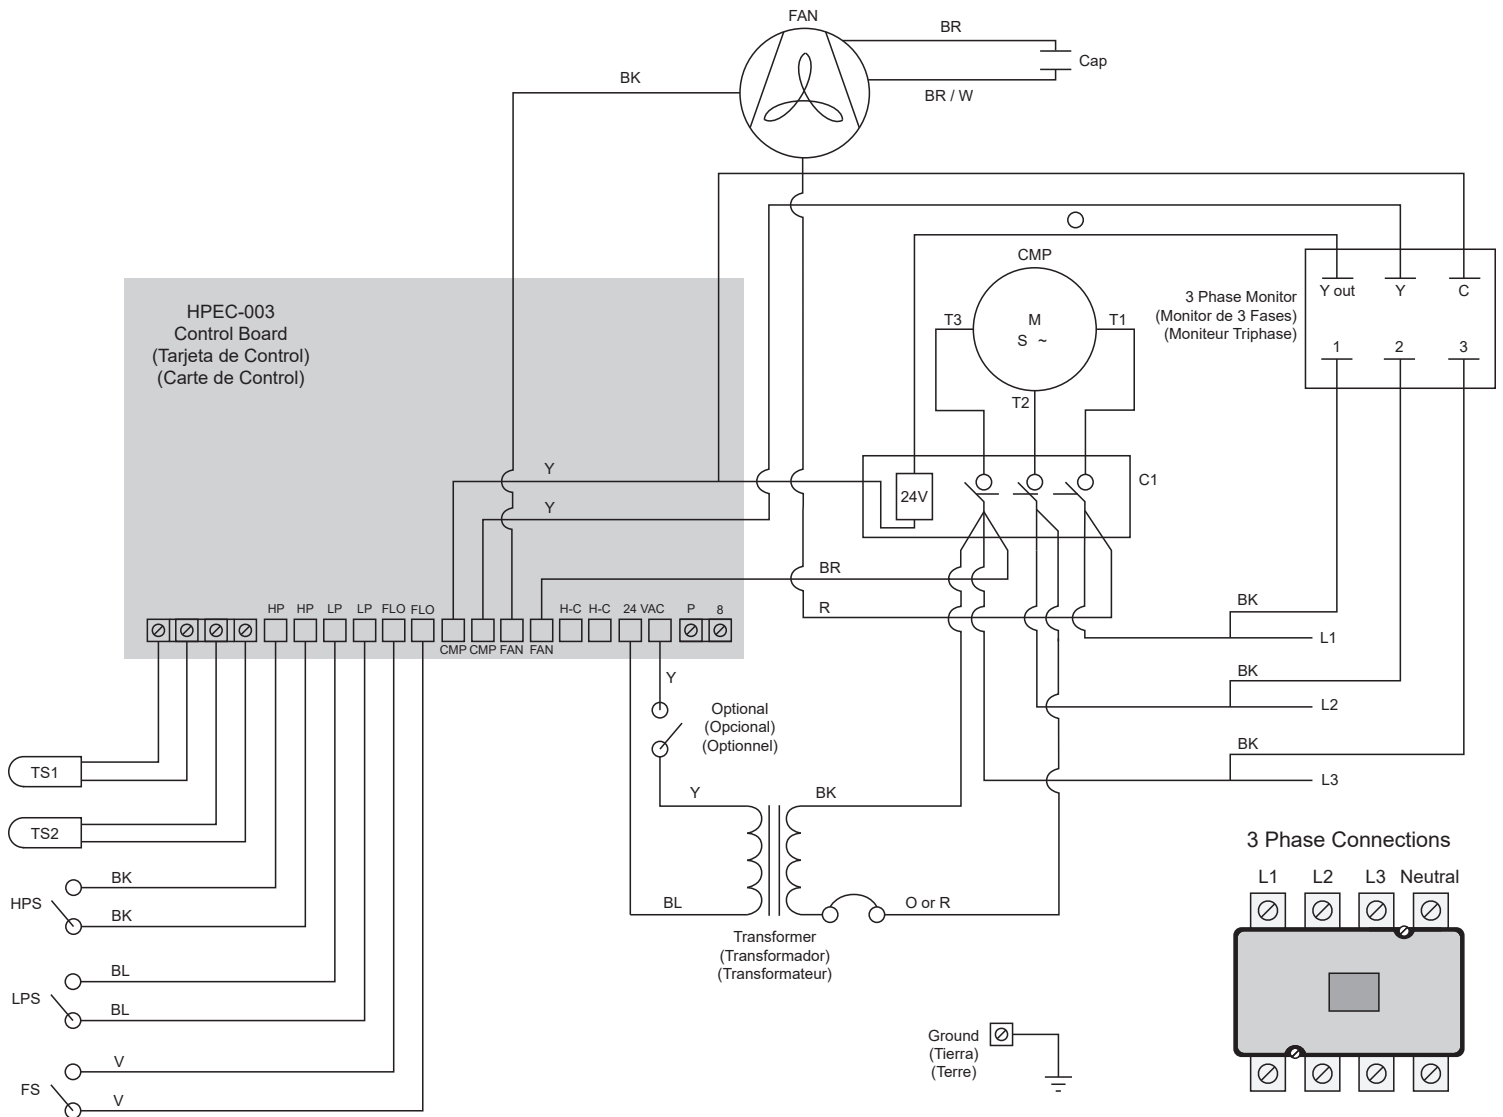 FAN
BR
Cap
BK
BR / W
CMP
T3
M
S ~
T1
T2
3 Phase Monitor
(Monitor de 3 Fases)
(Moniteur Triphase)
Y out
Y
C
1
2
3
HPEC-003
Control Board
(Tarjeta de Control)
(Carte de Control)
Y
Y
24V
C1
BR
R
HP
HP
LP
LP
FLO
FLO
H-C
H-C
24 VAC
P
8
CMP
CMP
FAN
FAN
BK
L1
BK
L2
BK
L3
Y
Optional
(Opcional)
(Optionnel)
Y
BK
BL
O or R
Transformer
(Transformador)
(Transformateur)
TS1
TS2
HPS
BK
BK
LPS
BL
BL
FS
V
V
Ground
(Tierra)
(Terre)
3 Phase Connections
L1
L2
L3
Neutral